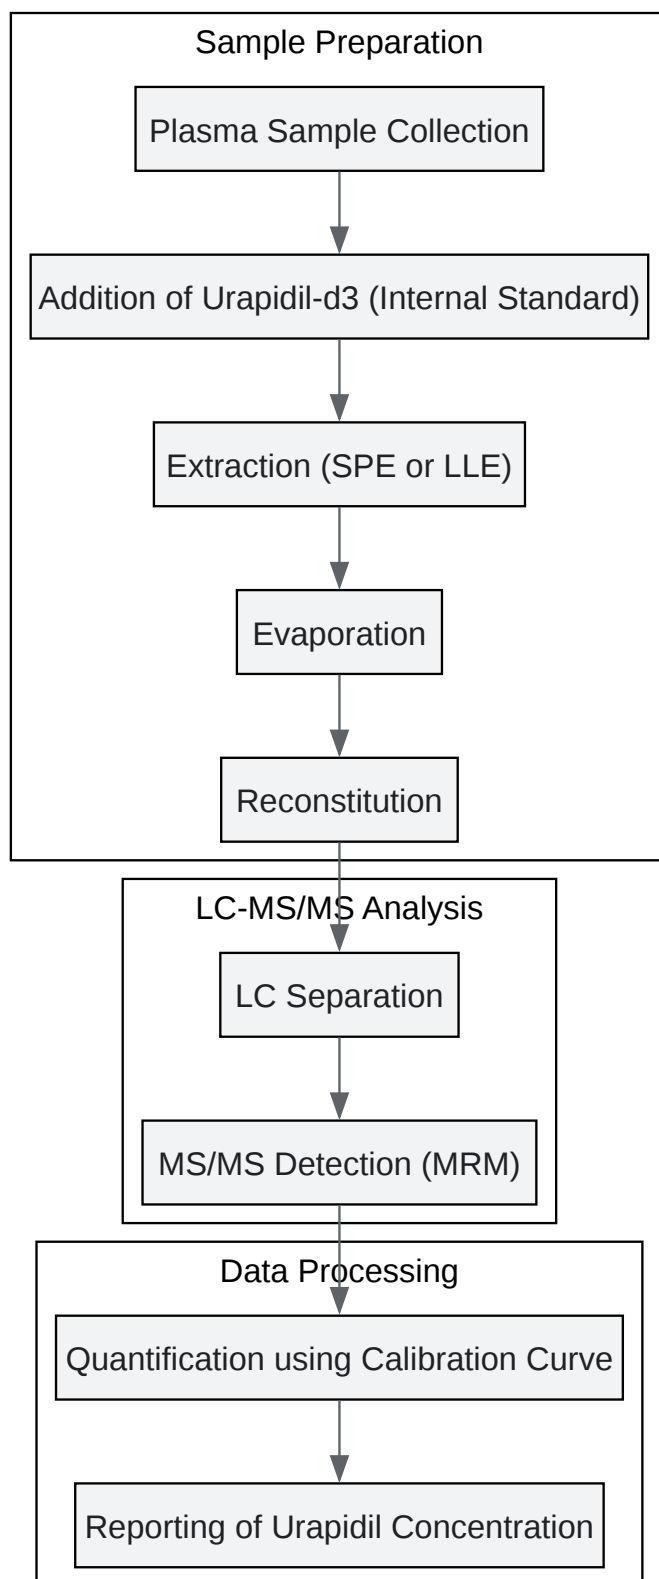 Sample Preparation
Plasma Sample Collection
Addition of Urapidil-d3 (Internal Standard)
Extraction (SPE or LLE)
Evaporation
Reconstitution
LC-MS/MS Analysis
LC Separation
MS/MS Detection (MRM)
Data Processing
Quantification using Calibration Curve
Reporting of Urapidil Concentration